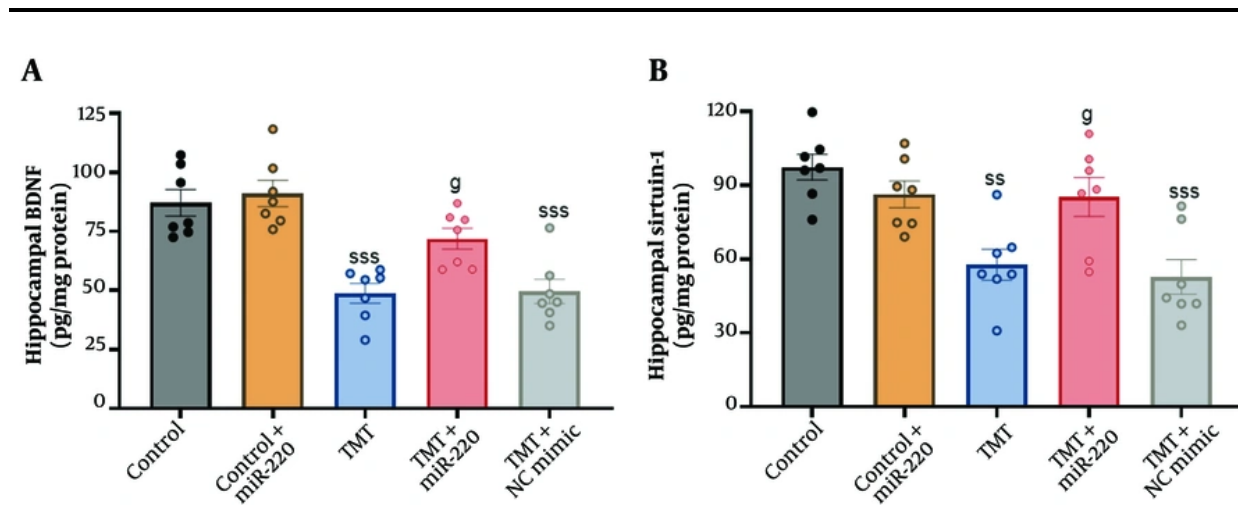 A
Hippocampal BDNF
(pg/mg protein)
125
100
75
50
25
0
sss
g
sss
Control
Control +
miR-220
TMT
TMT +
miR-220
TMT +
NC mimic
B
Hippocampal sirtuin-1
(pg/mg protein)
120
90
60
30
0
ss
g
sss
Control
Control +
miR-220
TMT
TMT +
miR-220
TMT +
NC mimic